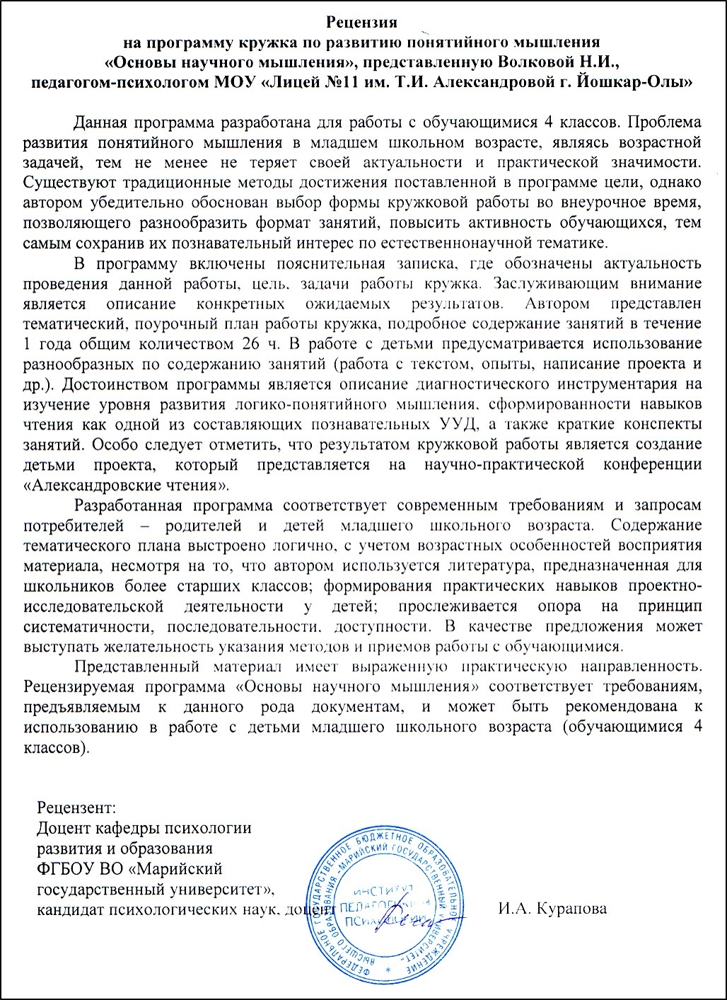 Рецензия
на программу кружка по развитию понятийного мышления
«Основы научного мышления», представленную Волковой Н.И.,
педагогом-психологом МОУ «Лицей №11 им. Т.И. Александровой г. Йошкар-Олы»
Данная программа разработана для работы с обучающимися 4 классов. Проблема
развития понятийного мышления в младшем школьном возрасте, являясь возрастной
задачей, тем не менее не теряет своей актуальности и практической значимости.
Существуют традиционные методы достижения поставленной в программе цели, однако
автором убедительно обоснован выбор формы кружковой работы во внеурочное время,
позволяющего разнообразить формат занятий, повысить активность обучающихся, тем
самым сохранив их познавательный интерес по естественнонаучной тематике.
В программу включены пояснительная записка, где обозначены актуальность
проведения данной работы, цель, задачи работы кружка. Заслуживающим внимание
является описание конкретных ожидаемых результатов. Автором представлен
тематический, поурочный план работы кружка, подробное содержание занятий в течение
1 года общим количеством 26 ч. В работе с детьми предусматривается использование
разнообразных по содержанию занятий (работа с текстом, опыты, написание проекта и
др.). Достоинством программы является описание диагностического инструментария на
изучение уровня развития логико-понятийного мышления, сформированности навыков
чтения как одной из составляющих познавательных УУД, а также краткие конспекты
занятий. Особо следует отметить, что результатом кружковой работы является создание
детьми проекта, который представляется на научно-практической конференции
«Александровские чтения».
Разработанная программа соответствует современным требованиям и запросам
потребителей – родителей и детей младшего школьного возраста. Содержание
тематического плана выстроено логично, с учетом возрастных особенностей восприятия
материала, несмотря на то, что автором используется литература, предназначенная для
школьников более старших классов; формирования практических навыков проектно-
исследовательской деятельности у детей; прослеживается опора на принцип
систематичности, последовательности, доступности. В качестве предложения может
выступать желательность указания методов и приемов работы с обучающимися.
Представленный материал имеет выраженную практическую направленность.
Рецензируемая программа «Основы научного мышления» соответствует требованиям,
предъявляемым к данного рода документам, и может быть рекомендована к
использованию в работе с детьми младшего школьного возраста (обучающимися 4
классов).
Рецензент:
Доцент кафедры психологии
развития и образования
ФГБОУ ВО «Марийский
государственный университет»,
кандидат психологических наук, доцент
И.А. Курапова
ФЕДЕРАЛЬНОЕ ГОСУДАРСТВЕННОЕ БЮДЖЕТНОЕ ОБРАЗОВАТЕЛЬНОЕ УЧРЕЖДЕНИЕ *
ВЫСШЕГО ОБРАЗОВАНИЯ "МАРИЙСКИЙ ГОСУДАРСТВЕННЫЙ УНИВЕРСИТЕТ"
ИНСТИТУТ
ПЕДАГОГИКИ И
ПСИХОЛОГИИ